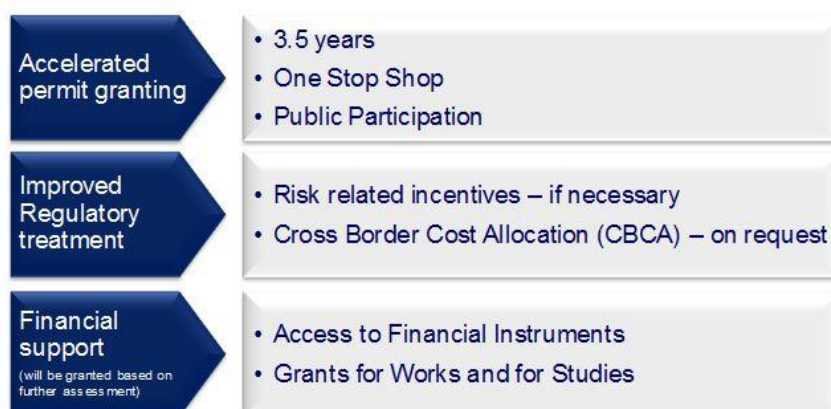 Accelerated
permit granting
• 3.5 years
• One Stop Shop
• Public Participation
Improved
Regulatory
treatment
• Risk related incentives – if necessary
• Cross Border Cost Allocation (CBCA) – on request
Financial
support
(will be granted based on
further assessment)
• Access to Financial Instruments
• Grants for Works and for Studies